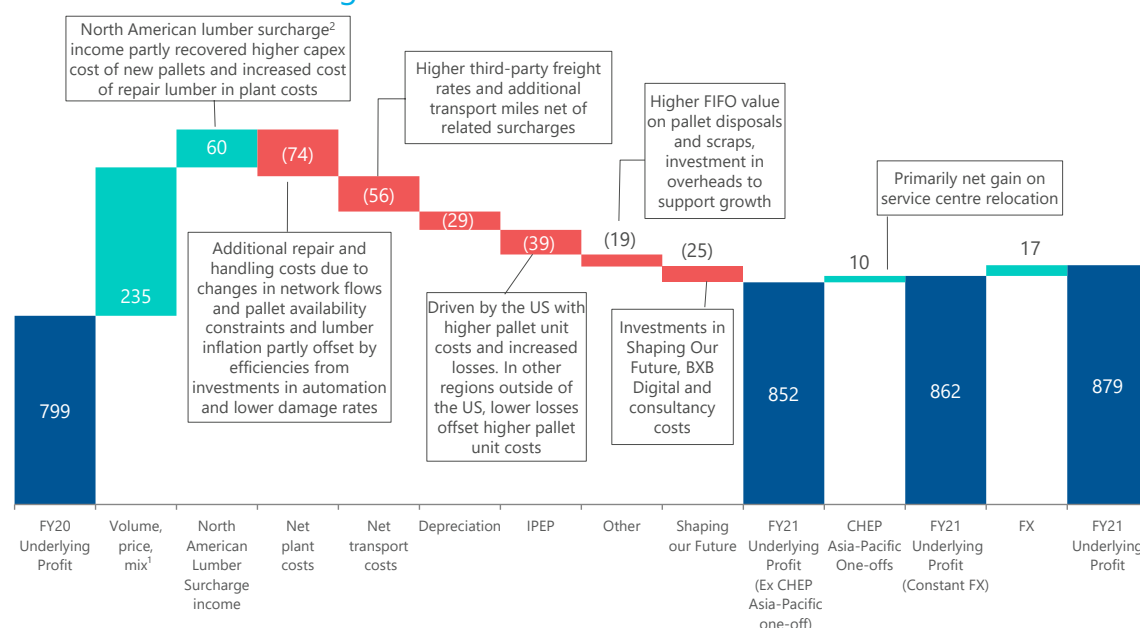 North American lumber surcharge2
income partly recovered higher capex
cost of new pallets and increased cost
of repair lumber in plant costs
Higher third-party freight
rates and additional
transport miles net of
related surcharges
Higher FIFO value
on pallet disposals
and scraps,
investment in
overheads to
support growth
Primarily net gain on
service centre relocation
60
(74)
(56)
(29)
(39)
(19)
(25)
10
17
235
799
852
862
879
Additional repair and
handling costs due to
changes in network flows
and pallet availability
constraints and lumber
inflation partly offset by
efficiencies from
investments in automation
and lower damage rates
Driven by the US with
higher pallet unit
costs and increased
losses. In other
regions outside of
the US, lower losses
offset higher pallet
unit costs
Investments in
Shaping Our
Future, BXB
Digital and
consultancy
costs
FY20
Underlying
Profit
Volume,
price,
mix1
North
American
Lumber
Surcharge
income
Net
plant
costs
Net
transport
costs
Depreciation
IPEP
Other
Shaping
our Future
FY21
Underlying
Profit
(Ex CHEP
Asia-Pacific
one-off)
CHEP
Asia-Pacific
One-offs
FY21
Underlying
Profit
(Constant FX)
FX
FY21
Underlying
Profit